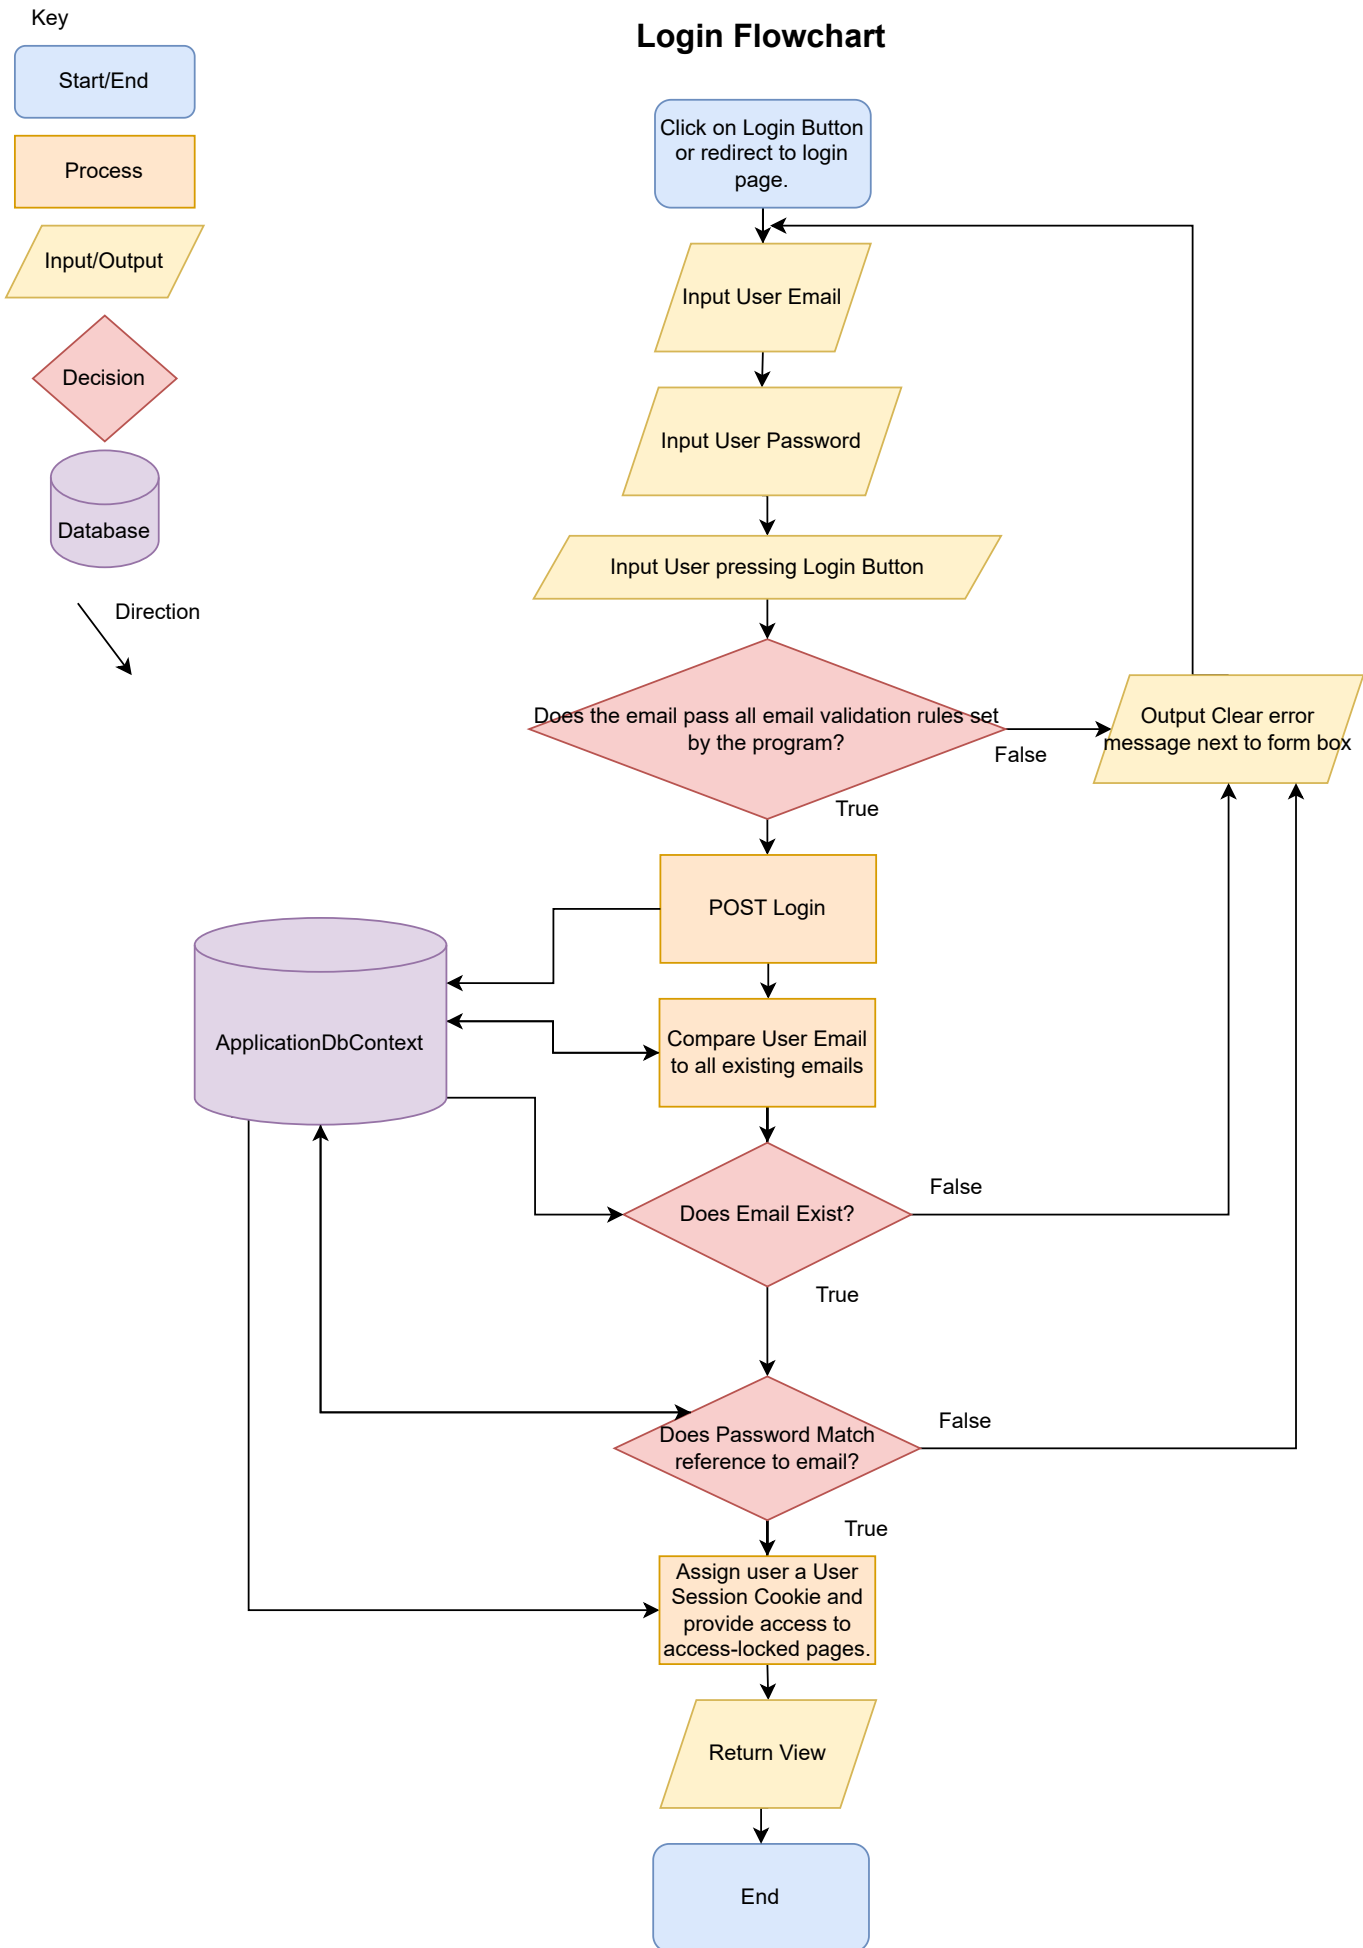 Key
Login Flowchart
Start/End
Process
Input/Output
Decision
Database
Direction
Click on Login Button
or redirect to login
page.
Input User Email
Input User Password
Input User pressing Login Button
Does the email pass all email validation rules set
by the program?
False
True
Output Clear error
message next to form box
POST Login
ApplicationDbContext
Compare User Email
to all existing emails
Does Email Exist?
False
True
Does Password Match
reference to email?
False
True
Assign user a User
Session Cookie and
provide access to
access-locked pages.
Return View
End